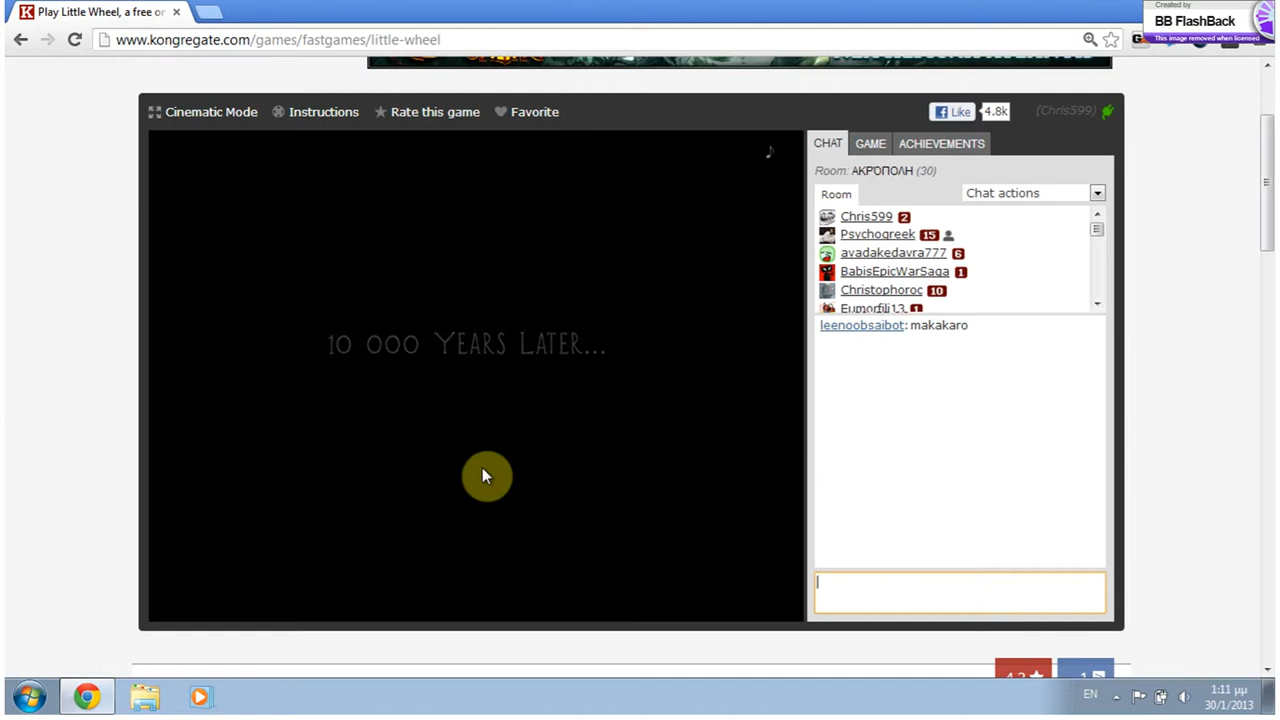 Created by
BB FlashBack
This image removed when licensed
Play Little Wheel, a free or
www.kongregate.com/games/fastgames/little-wheel
Cinematic Mode
Instructions
Rate this game
Favorite
Like
4.8k
(Chris599)
CHAT
GAME
ACHIEVEMENTS
Room: ΑΚΡΌΠΟΛΗ (30)
Room
Chat actions
Chris599 2
Psychogreek 15
avadakedavra777 6
BabisEpicWarSaga 1
Christophoroc 10
Eumorfili13 1
leenoobsaibot: makakaro
10 000 YEARS LATER...
EN
1:11 μμ
30/1/2013